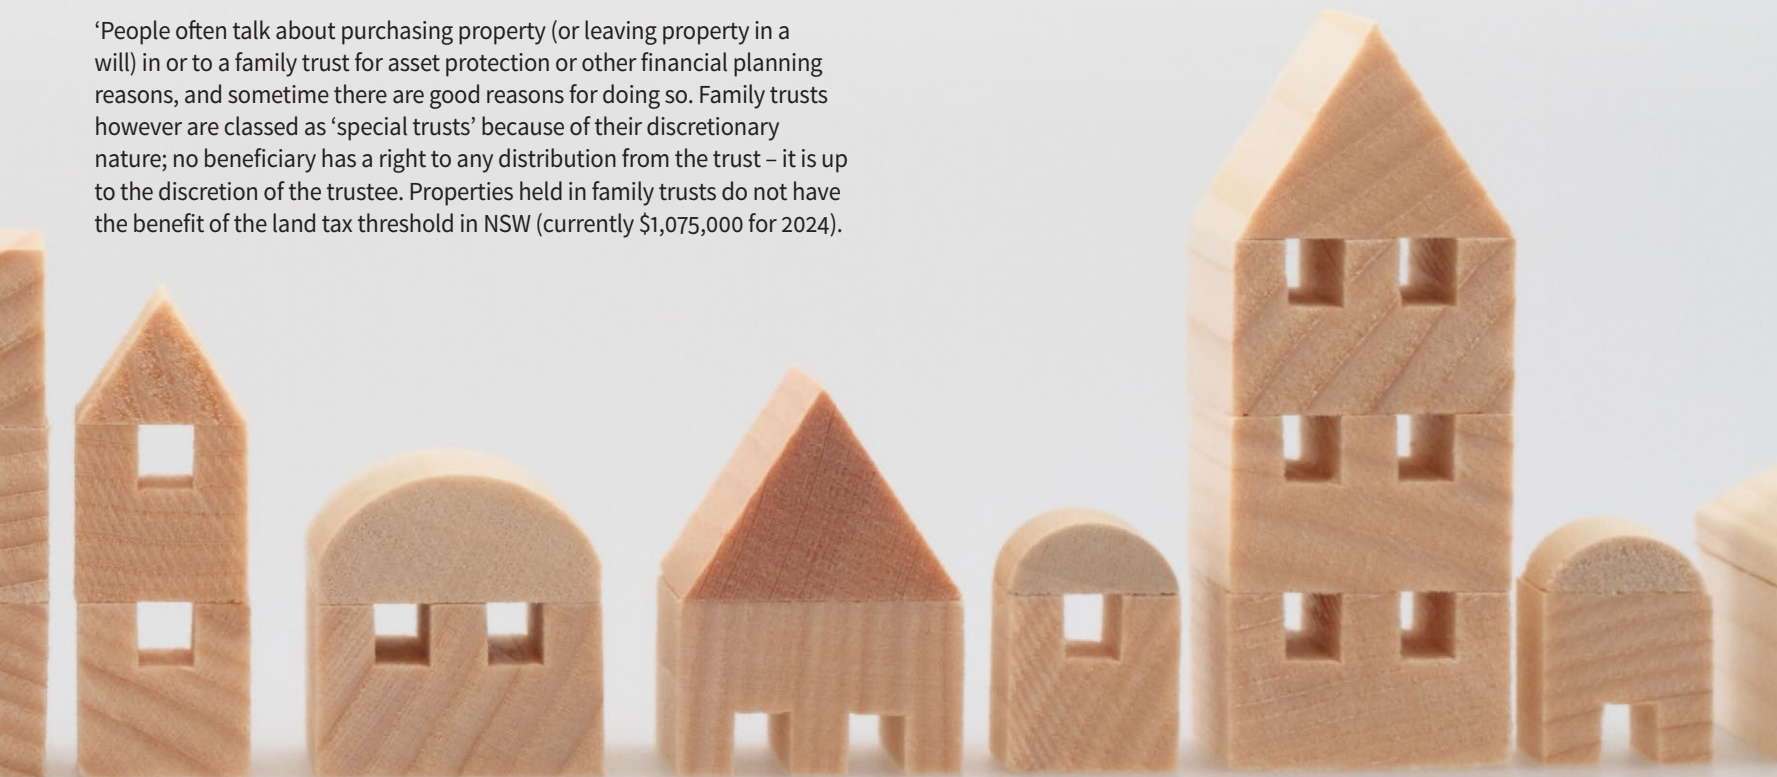 ‘People often talk about purchasing property (or leaving property in a
will) in or to a family trust for asset protection or other financial planning
reasons, and sometime there are good reasons for doing so. Family trusts
however are classed as ‘special trusts’ because of their discretionary
nature; no beneficiary has a right to any distribution from the trust – it is up
to the discretion of the trustee. Properties held in family trusts do not have
the benefit of the land tax threshold in NSW (currently $1,075,000 for 2024).